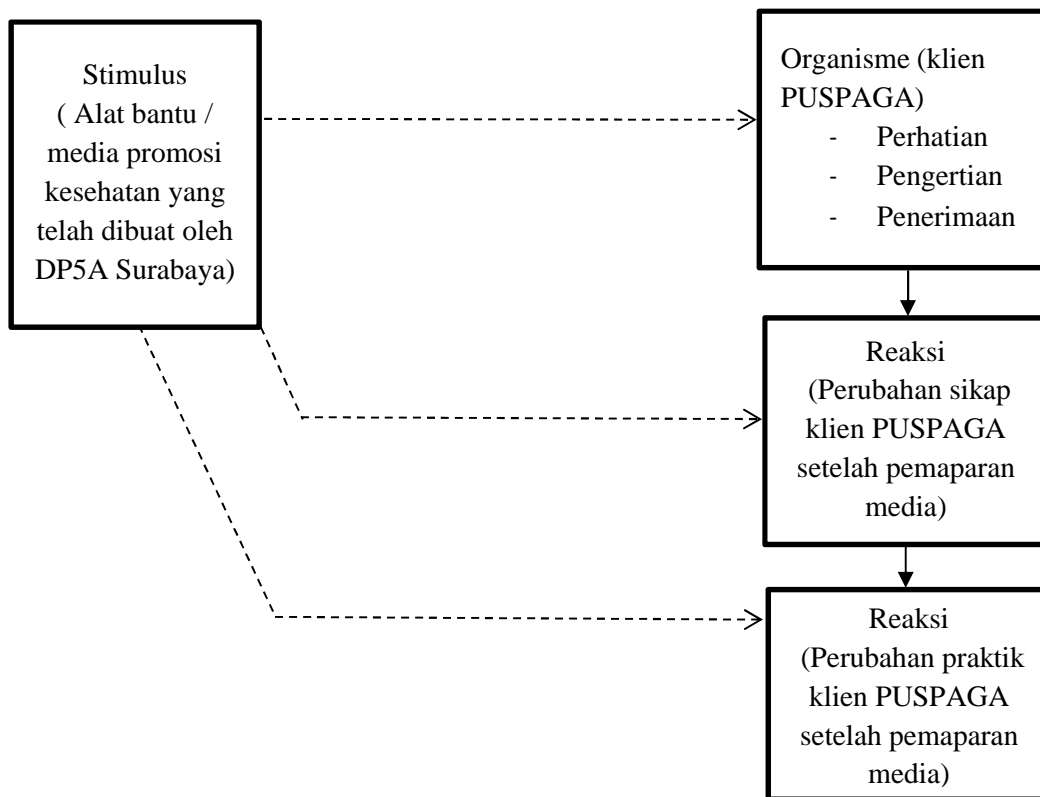 Stimulus
( Alat bantu /
media promosi
kesehatan yang
telah dibuat oleh
DP5A Surabaya)
Organisme (klien
PUSPAGA)
- Perhatian
- Pengertian
- Penerimaan
Reaksi
(Perubahan sikap
klien PUSPAGA
setelah pemaparan
media)
Reaksi
(Perubahan praktik
klien PUSPAGA
setelah pemaparan
media)